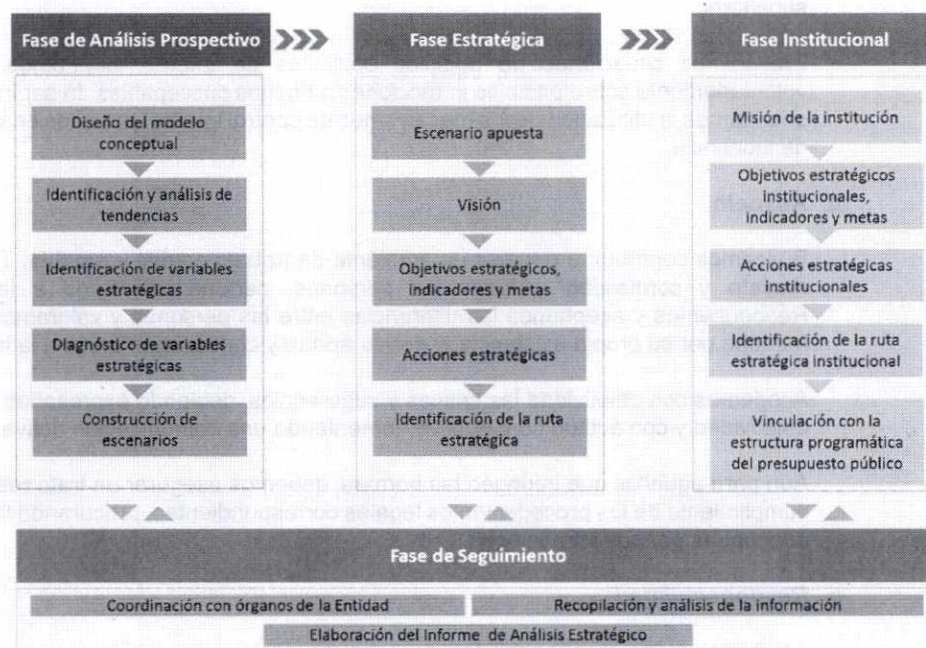 Fase de Análisis Prospectivo
Diseño del modelo
conceptual
Identificación y análisis de
tendencias
Identificación de variables
estratégicas
Diagnóstico de variables
estratégicas
Construcción de
escenarios
Fase Estratégica
Escenario apuesta
Visión
Objetivos estratégicos,
indicadores y metas
Acciones estratégicas
Identificación de la ruta
estratégica
Fase Institucional
Misión de la institución
Objetivos estratégicos
institucionales,
indicadores y metas
Acciones estratégicas
institucionales
Identificación de la ruta
estratégica institucional
Vinculación con la
estructura programática
del presupuesto público
Fase de Seguimiento
Coordinación con órganos de la Entidad
Recopilación y análisis de la información
Elaboración del Informe de Análisis Estratégico